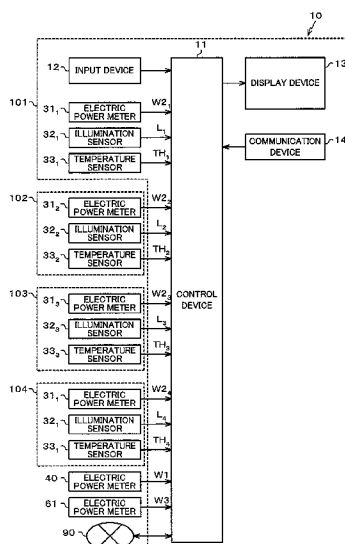 10
11
12
INPUT DEVICE
13
DISPLAY DEVICE
101
31₁
ELECTRIC POWER METER
W2₁
32₁
ILLUMINATION SENSOR
L₁
14
COMMUNICATION DEVICE
33₁
TEMPERATURE SENSOR
TH₁
102
31₂
ELECTRIC POWER METER
W2₂
32₂
ILLUMINATION SENSOR
L₂
33₂
TEMPERATURE SENSOR
TH₂
CONTROL DEVICE
103
31₃
ELECTRIC POWER METER
W2₃
32₃
ILLUMINATION SENSOR
L₃
33₃
TEMPERATURE SENSOR
TH₃
104
31₁
ELECTRIC POWER METER
W2₄
32₁
ILLUMINATION SENSOR
L₄
33₁
TEMPERATURE SENSOR
TH₄
40
ELECTRIC POWER METER
W1
61
ELECTRIC POWER METER
W3
90